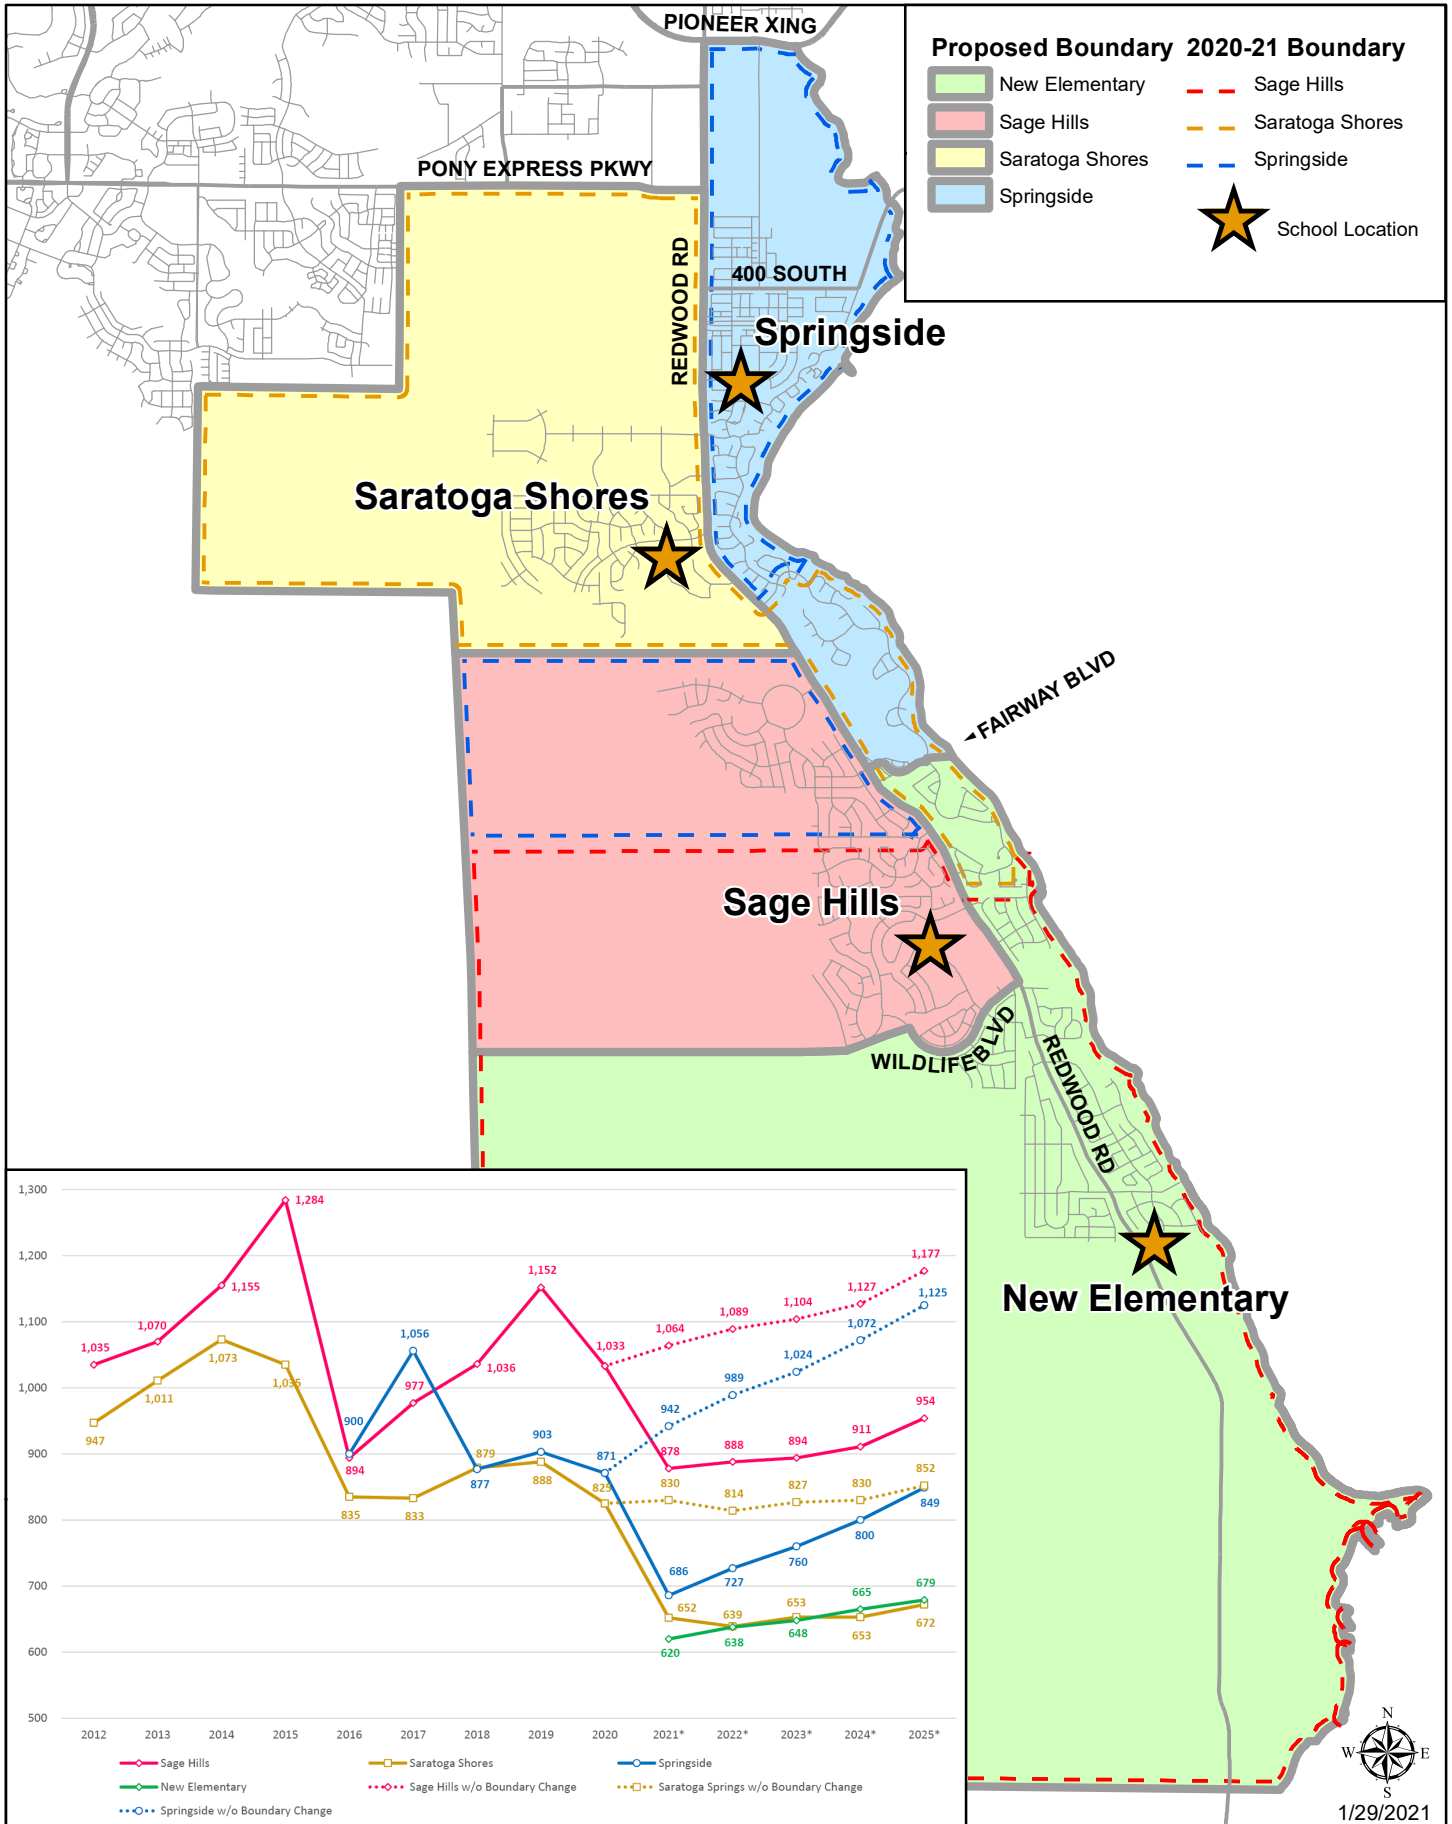 PIONEER XING
Proposed Boundary
New Elementary
Sage Hills
Saratoga Shores
Springside
2020-21 Boundary
Sage Hills
Saratoga Shores
Springside
School Location
PONY EXPRESS PKWY
REDWOOD RD
400 SOUTH
Springside
Saratoga Shores
FAIRWAY BLVD
Sage Hills
WILDLIFE BLVD
REDWOOD RD
New Elementary
1,300
1,200
1,100
1,000
900
800
700
600
500
1,035
1,070
1,155
1,284
894
977
1,036
1,152
1,033
1,064
1,089
1,104
1,127
1,177
947
1,011
1,073
1,035
835
833
879
888
825
830
814
827
830
852
900
1,056
877
903
871
942
989
1,024
1,072
1,125
878
888
894
911
954
686
727
760
800
849
652
639
653
653
672
620
638
648
665
679
2012 2013 2014 2015 2016 2017 2018 2019 2020 2021* 2022* 2023* 2024* 2025*
Sage Hills Saratoga Shores Springside
New Elementary Sage Hills w/o Boundary Change Saratoga Springs w/o Boundary Change
Springside w/o Boundary Change
N
W E
S
1/29/2021